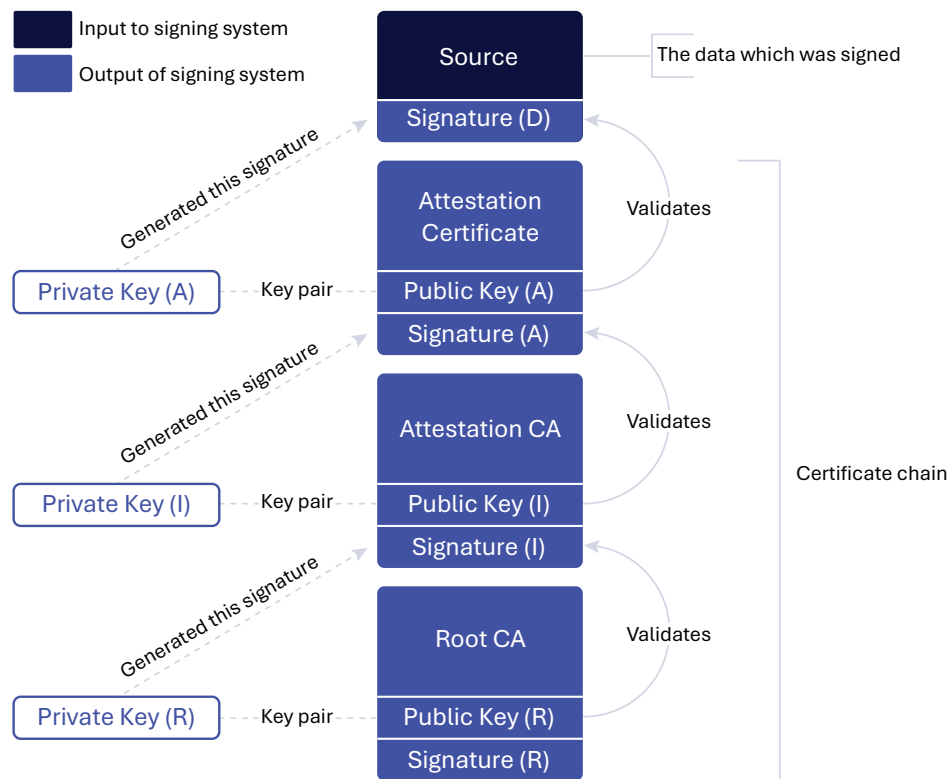 Input to signing system
Output of signing system
Source
The data which was signed
Signature (D)
Generated this signature
Attestation
Certificate
Validates
Private Key (A)
Key pair
Public Key (A)
Signature (A)
Generated this signature
Attestation CA
Validates
Certificate chain
Private Key (I)
Key pair
Public Key (I)
Signature (I)
Generated this signature
Root CA
Validates
Private Key (R)
Key pair
Public Key (R)
Signature (R)